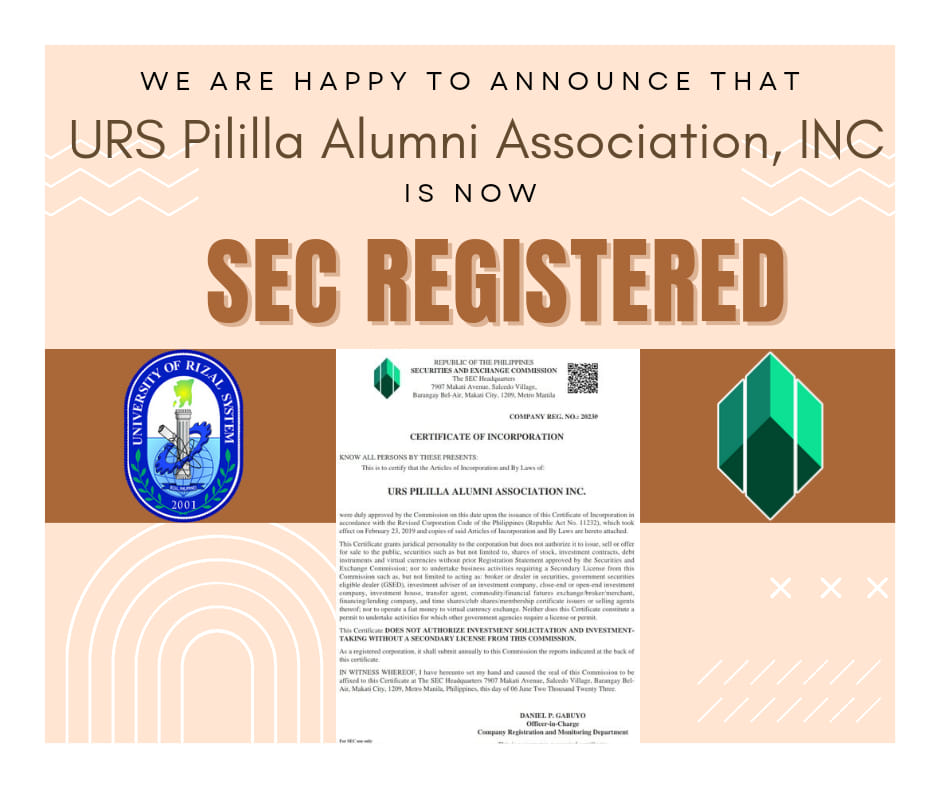 WE ARE HAPPY TO ANNOUNCE THAT
URS Pililla Alumni Association, INC
IS NOW
SEC REGISTERED
UNIVERSITY OF RIZAL SYSTEM
RIZAL, PHILIPPINES
2001
REPUBLIC OF THE PHILIPPINES
SECURITIES AND EXCHANGE COMMISSION
The SEC Headquarters
7907 Makati Avenue, Salcedo Village,
Barangay Bel-Air, Makati City, 1209, Metro Manila
COMPANY REG. NO.: 20230
CERTIFICATE OF INCORPORATION
KNOW ALL PERSONS BY THESE PRESENTS:
This is to certify that the Articles of Incorporation and By Laws of:
URS PILILLA ALUMNI ASSOCIATION INC.
were duly approved by the Commission on this date upon the issuance of this Certificate of Incorporation in
accordance with the Revised Corporation Code of the Philippines (Republic Act No. 11232), which took
effect on February 23, 2019 and copies of said Articles of Incorporation and By Laws are hereto attached.
This Certificate grants juridical personality to the corporation but does not authorize it to issue, sell or offer
for sale to the public, securities such as but not limited to, shares of stock, investment contracts, debt
instruments and virtual currencies without prior Registration Statement approved by the Securities and
Exchange Commission; nor to undertake business activities requiring a Secondary License from this
Commission such as, but not limited to acting as: broker or dealer in securities, government securities
eligible dealer (GSED), investment adviser of an investment company, close-end or open-end investment
company, investment house, transfer agent, commodity/financial futures exchange/broker/merchant,
financing/lending company, and time shares/club shares/membership certificate issuers or selling agents
thereof; nor to operate a fiat money to virtual currency exchange. Neither does this Certificate constitute a
permit to undertake activities for which other government agencies require a license or permit.
This Certificate DOES NOT AUTHORIZE INVESTMENT SOLICITATION AND INVESTMENT-
TAKING WITHOUT A SECONDARY LICENSE FROM THIS COMMISSION.
As a registered corporation, it shall submit annually to this Commission the reports indicated at the back of
this certificate.
IN WITNESS WHEREOF, I have hereunto set my hand and caused the seal of this Commission to be
affixed to this Certificate at The SEC Headquarters 7907 Makati Avenue, Salcedo Village, Barangay Bel-
Air, Makati City, 1209, Metro Manila, Philippines, this day of 06 June Two Thousand Twenty Three.
DANIEL P. GABUYO
Officer-in-Charge
Company Registration and Monitoring Department
For SEC use only